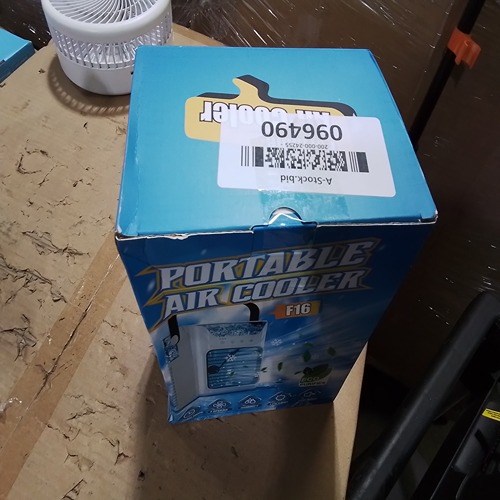 Air Cooler
096490
200-000-24255 -
A-Stock.bid
PORTABLE
AIR COOLER
F16